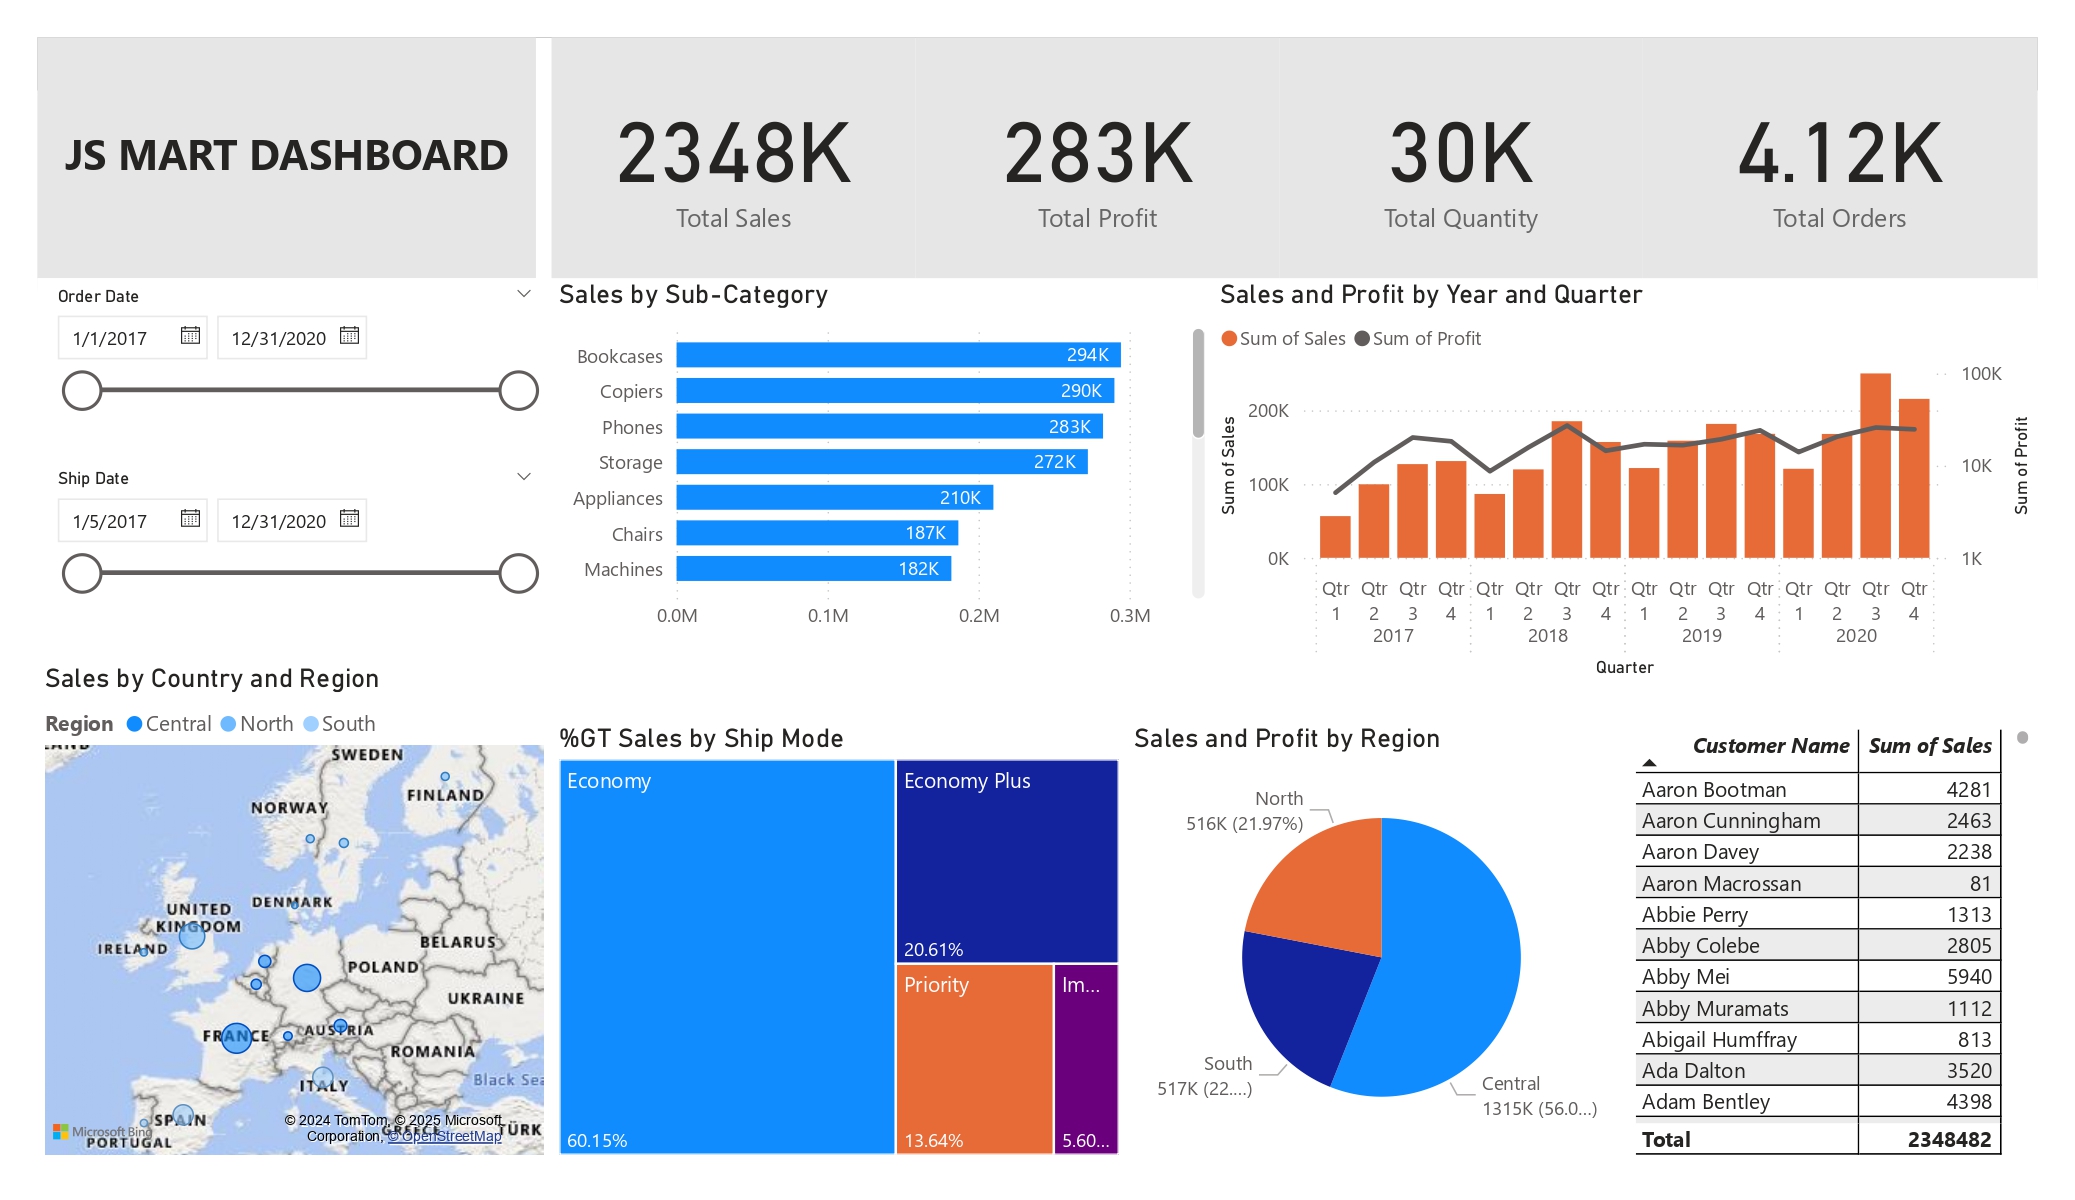 JS MART DASHBOARD
2348K
Total Sales
283K
Total Profit
30K
Total Quantity
4.12K
Total Orders
Order Date
1/1/2017
12/31/2020
Ship Date
1/5/2017
12/31/2020
Sales by Sub-Category
Bookcases 294K
Copiers 290K
Phones 283K
Storage 272K
Appliances 210K
Chairs 187K
Machines 182K
0.0M 0.1M 0.2M 0.3M
Sales and Profit by Year and Quarter
Sum of Sales Sum of Profit
Sum of Sales
200K
100K
0K
100K
10K
1K
Sum of Profit
Qtr Qtr Qtr Qtr Qtr Qtr Qtr Qtr Qtr Qtr Qtr Qtr Qtr Qtr Qtr Qtr
1 2 3 4 1 2 3 4 1 2 3 4 1 2 3 4
2017 2018 2019 2020
Quarter
Sales by Country and Region
Region Central North South
SWEDEN
FINLAND
NORWAY
DENMARK
UNITED
KINGDOM
IRELAND
BELARUS
POLAND
UKRAINE
FRANCE
AUSTRIA
ROMANIA
ITALY
Black Sea
SPAIN
PORTUGAL
GREECE
TÜRK
Microsoft Bing
© 2024 TomTom, © 2025 Microsoft
Corporation, © OpenStreetMap
%GT Sales by Ship Mode
Economy
60.15%
Economy Plus
20.61%
Priority
13.64%
Im...
5.60...
Sales and Profit by Region
North
516K (21.97%)
South
517K (22....)
Central
1315K (56.0...)
Customer Name Sum of Sales
Aaron Bootman 4281
Aaron Cunningham 2463
Aaron Davey 2238
Aaron Macrossan 81
Abbie Perry 1313
Abby Colebe 2805
Abby Mei 5940
Abby Muramats 1112
Abigail Humffray 813
Ada Dalton 3520
Adam Bentley 4398
Total 2348482